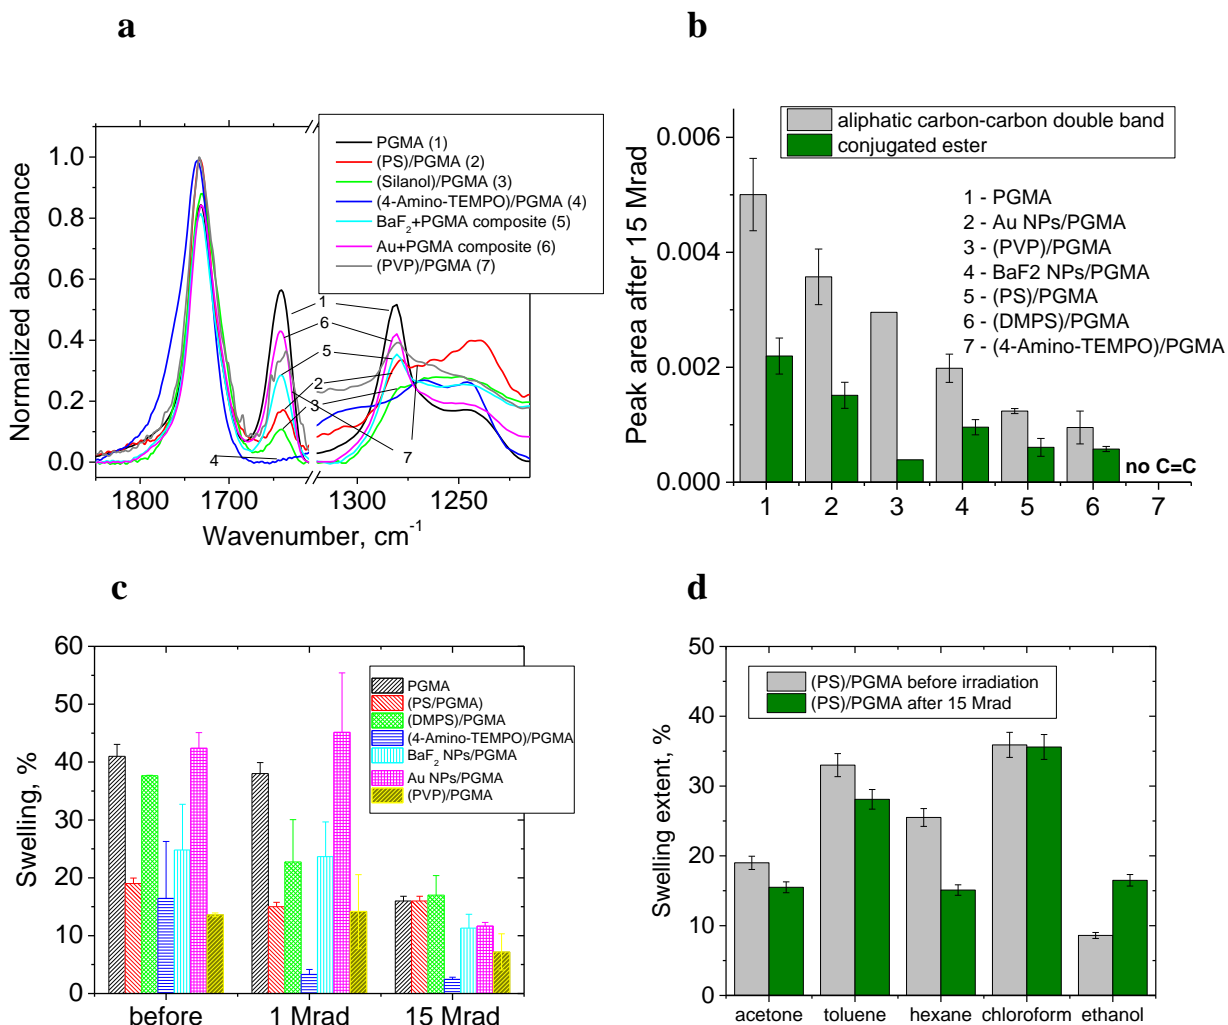 a
Normalized absorbance
1.0
0.8
0.6
0.4
0.2
0.0
1800
1700
1300
1250
Wavenumber, cm-1
PGMA (1)
(PS)/PGMA (2)
(Silanol)/PGMA (3)
(4-Amino-TEMPO)/PGMA (4)
BaF2+PGMA composite (5)
Au+PGMA composite (6)
(PVP)/PGMA (7)
1
6
5
2
3
4
7
b
Peak area after 15 Mrad
0.006
0.004
0.002
0.000
aliphatic carbon-carbon double band
conjugated ester
1 - PGMA
2 - Au NPs/PGMA
3 - (PVP)/PGMA
4 - BaF2 NPs/PGMA
5 - (PS)/PGMA
6 - (DMPS)/PGMA
7 - (4-Amino-TEMPO)/PGMA
no C=C
1 2 3 4 5 6 7
c
Swelling, %
60
50
40
30
20
10
0
PGMA
(PS/PGMA)
(DMPS)/PGMA
(4-Amino-TEMPO)/PGMA
BaF2 NPs/PGMA
Au NPs/PGMA
(PVP)/PGMA
before 1 Mrad 15 Mrad
d
Swelling extent, %
50
40
30
20
10
0
(PS)/PGMA before irradiation
(PS)/PGMA after 15 Mrad
acetone toluene hexane chloroform ethanol